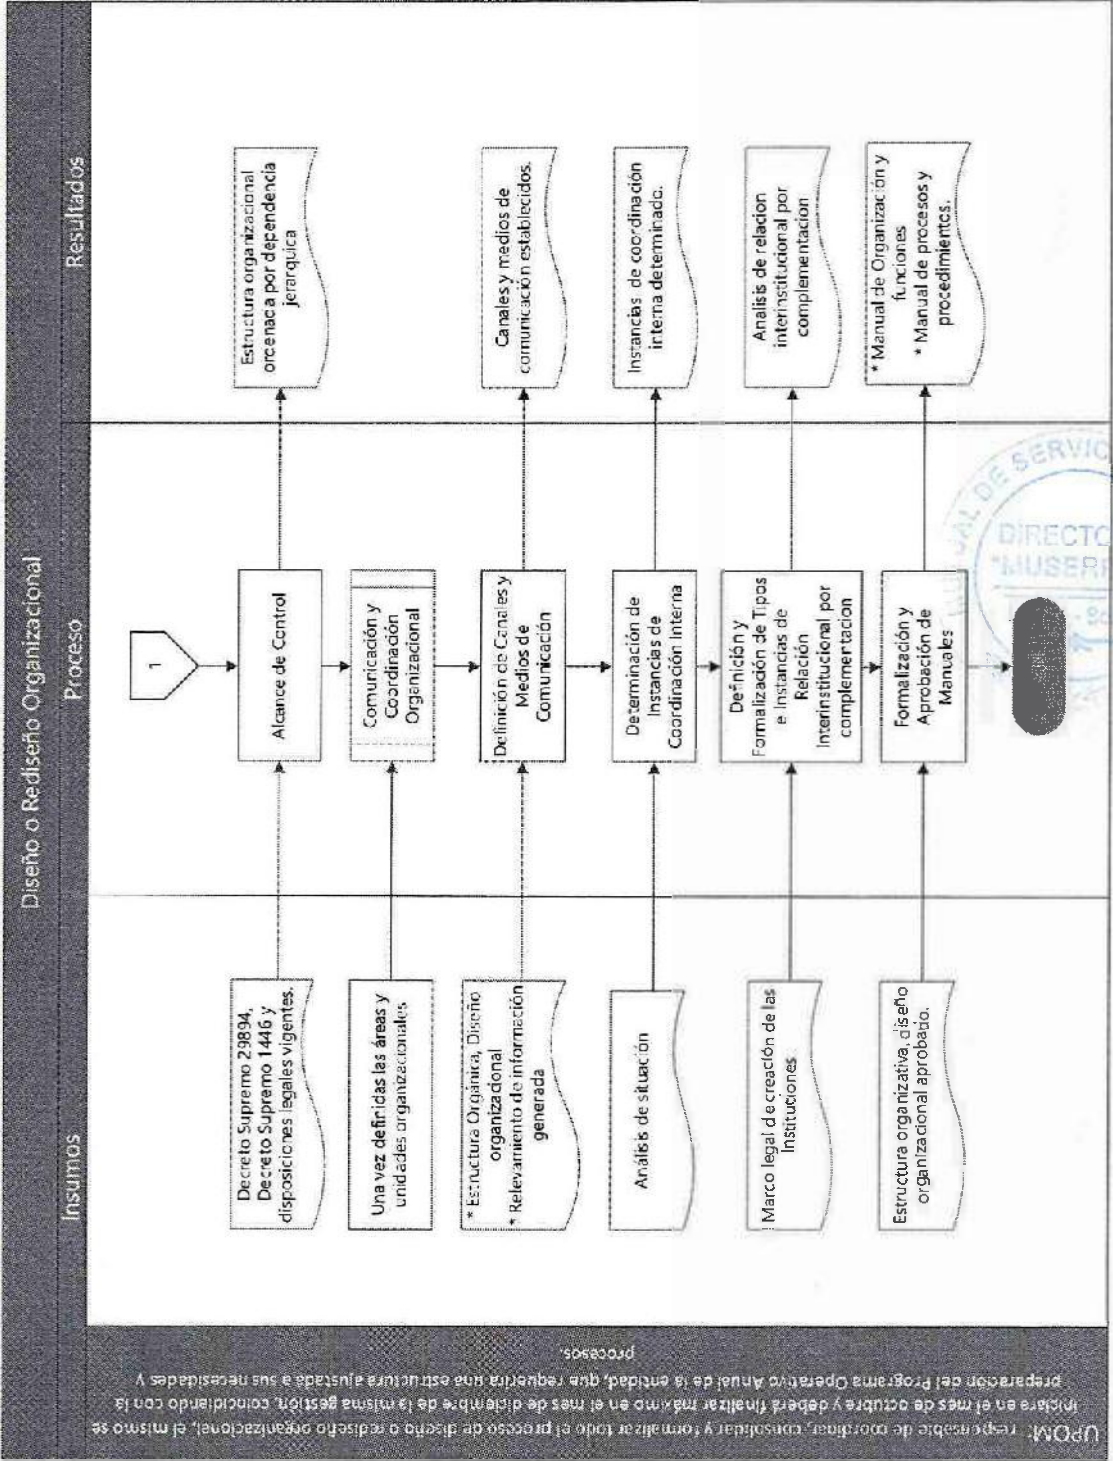 Diseño o Rediseño Organizacional
Insumos
Proceso
Resultados
UPOM: responsable de coordinar, consolidar y formalizar todo el proceso de diseño o rediseño organizacional, el mismo se
iniciara en el mes de octubre y deberá finalizar máximo en el mes de diciembre de la misma gestión, coincidiendo con la
preparación del Programa Operativo Anual de la entidad, que requerirá una estructura ajustada a sus necesidades y
procesos.
1
Decreto Supremo 29894,
Decreto Supremo 1446 y
disposiciones legales vigentes.
Alcance de Control
Estructura organizacional
orcenaca por dependencia
jerarquica
Una vez definidas las áreas y
unidades organizacionales
Comunicación y
Coordinación
Organizacional
* Estructura Orgánica, Diseño
organizacional
* Relevamiento de información
generada
Definición de Canales y
Medios de
Comunicación
Canales y medios de
comunicación establecidos.
Análisis de situación
Determinación de
Instancias de
Coordinación Interna
Instancias de coordinación
interna determinado.
Marco legal de creación de las
Instituciones
Definición y
Formalización de Tipos
e Instancias de
Relación
Interinstitucional por
complementacion
Analisis de relacion
interinstitucional por
complementacion
Estructura organizativa, diseño
organizacional aprobado.
Formalización y
Aprobación de
Manuales
* Manual de Organización y
funciones
* Manual de procesos y
procedimientos.
DE SERVIC
DIRECTO
"MUSERP